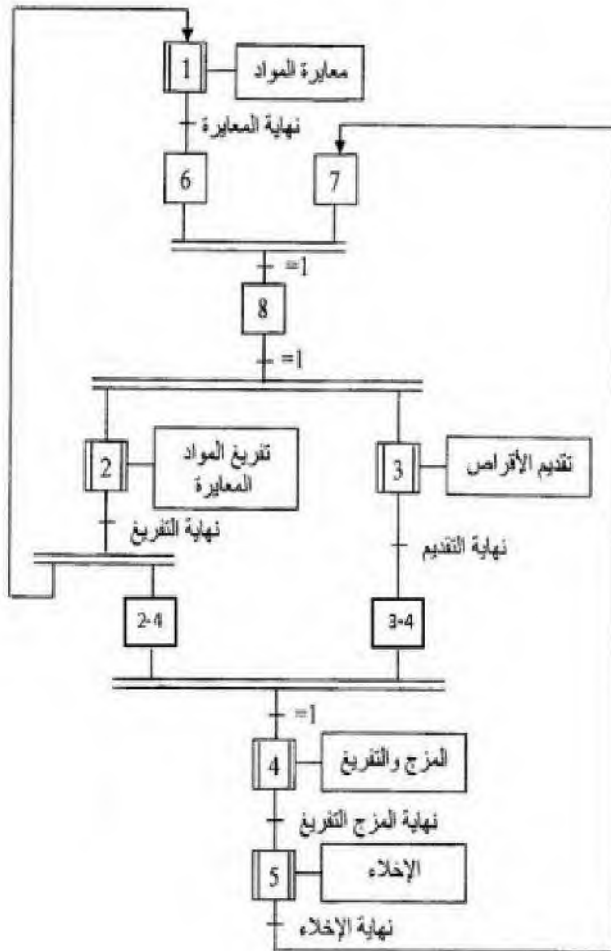 1
معايرة المواد
نهاية المعايرة
6
7
=1
8
=1
2
تفريغ المواد
المعايرة
3
تقديم الأقراص
نهاية التفريغ
نهاية التقديم
2-4
3-4
=1
4
المزج والتفريغ
نهاية المزج التفريغ
5
الإخلاء
نهاية الإخلاء